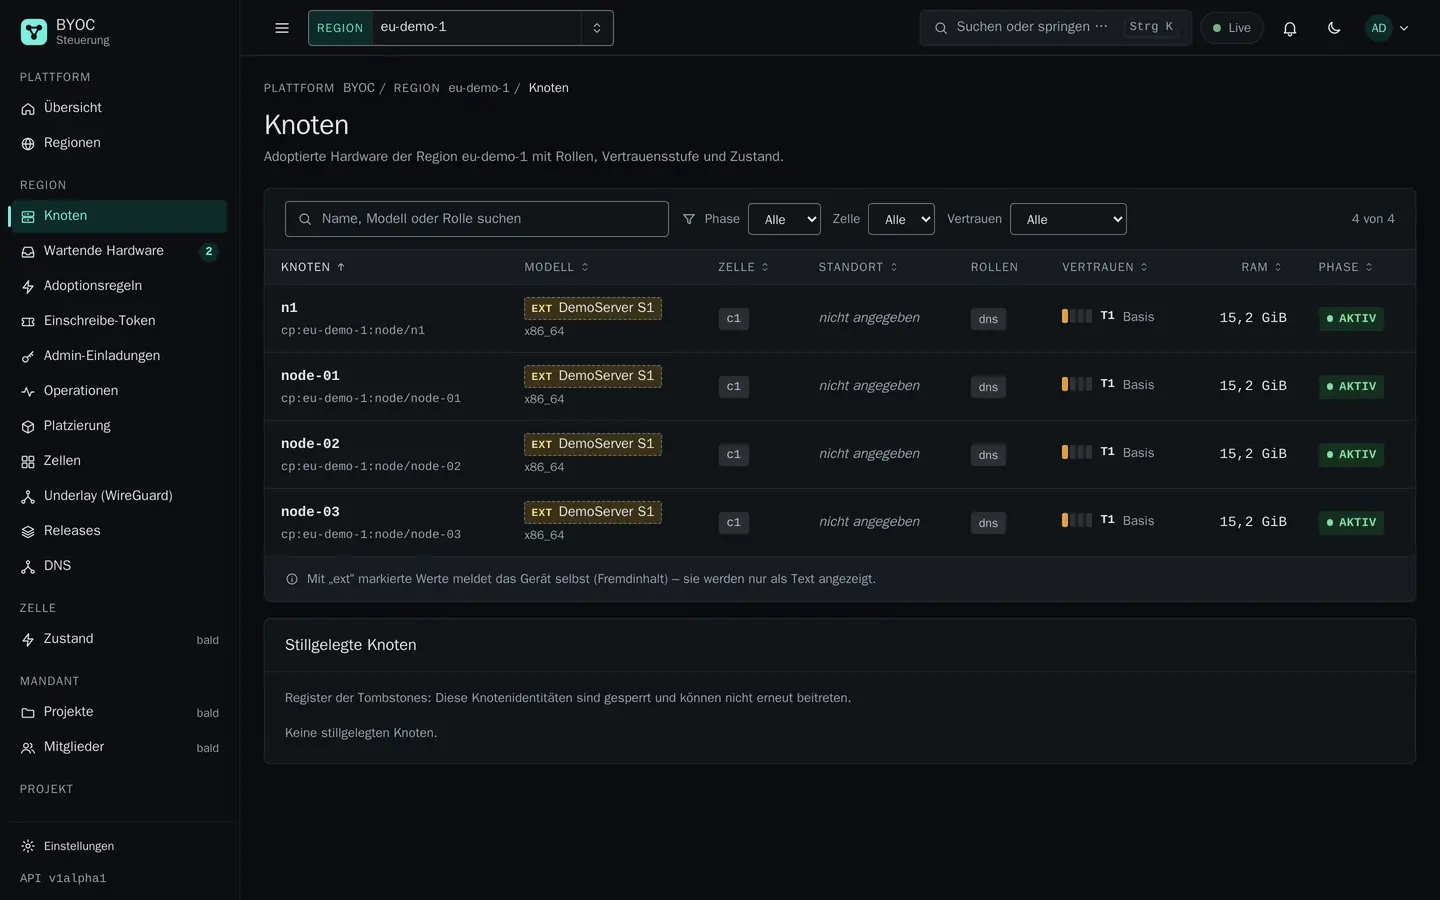 BYOC
Steuerung
PLATTFORM
Übersicht
Regionen
REGION
Knoten
Wartende Hardware 2
Adoptionsregeln
Einschreibe-Token
Admin-Einladungen
Operationen
Platzierung
Zellen
Underlay (WireGuard)
Releases
DNS
ZELLE
Zustand bald
MANDANT
Projekte bald
Mitglieder bald
PROJEKT
Einstellungen
API v1alpha1
REGION eu-demo-1
Suchen oder springen ··· Strg K
Live
AD
PLATTFORM BYOC / REGION eu-demo-1 / Knoten
Knoten
Adoptierte Hardware der Region eu-demo-1 mit Rollen, Vertrauensstufe und Zustand.
Name, Modell oder Rolle suchen Phase Alle Zelle Alle Vertrauen Alle 4 von 4
KNOTEN ↑ MODELL ZELLE STANDORT ROLLEN VERTRAUEN RAM PHASE
n1 EXT DemoServer S1
cp:eu-demo-1:node/n1 x86_64 c1 nicht angegeben dns T1 Basis 15,2 GiB AKTIV
node-01 EXT DemoServer S1
cp:eu-demo-1:node/node-01 x86_64 c1 nicht angegeben dns T1 Basis 15,2 GiB AKTIV
node-02 EXT DemoServer S1
cp:eu-demo-1:node/node-02 x86_64 c1 nicht angegeben dns T1 Basis 15,2 GiB AKTIV
node-03 EXT DemoServer S1
cp:eu-demo-1:node/node-03 x86_64 c1 nicht angegeben dns T1 Basis 15,2 GiB AKTIV
Mit „ext“ markierte Werte meldet das Gerät selbst (Fremdinhalt) – sie werden nur als Text angezeigt.
Stillgelegte Knoten
Register der Tombstones: Diese Knotenidentitäten sind gesperrt und können nicht erneut beitreten.
Keine stillgelegten Knoten.